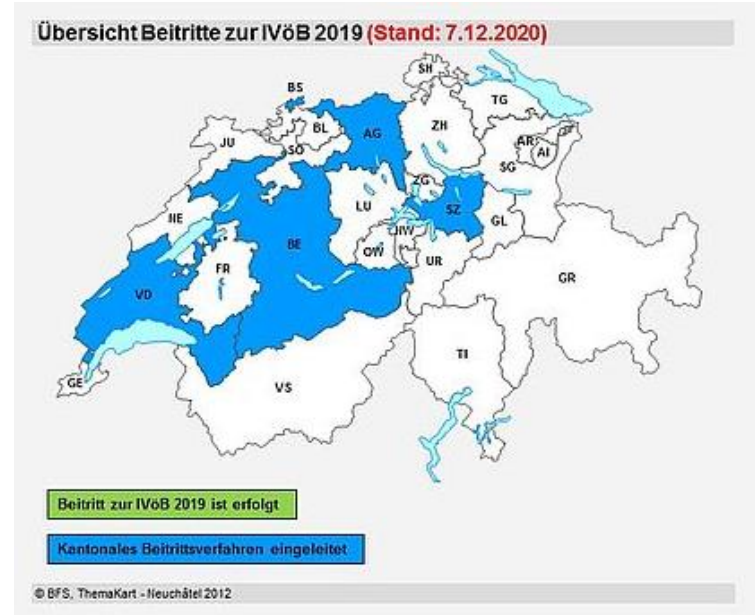 Übersicht Beitritte zur IVöB 2019 (Stand: 7.12.2020)
SH
BS
TG
BL
AG
ZH
JU
SO
AR
AI
SG
ZG
LU
SZ
NE
GL
NW
OW
BE
UR
FR
GR
VD
TI
GE
VS
Beitritt zur IVöB 2019 ist erfolgt
Kantonales Beitrittsverfahren eingeleitet
© BFS, ThemaKart - Neuchâtel 2012